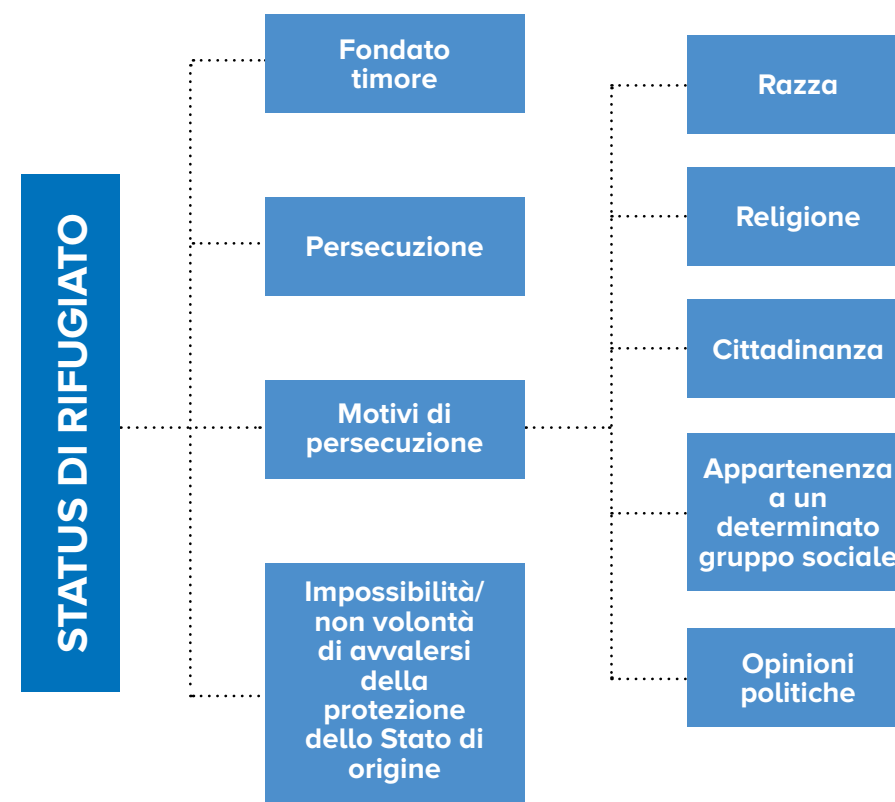 STATUS DI RIFUGIATO
Fondato
timore
Persecuzione
Motivi di
persecuzione
Impossibilità/
non volontà
di avvalersi
della
protezione
dello Stato di
origine
Razza
Religione
Cittadinanza
Appartenenza
a un
determinato
gruppo sociale
Opinioni
politiche